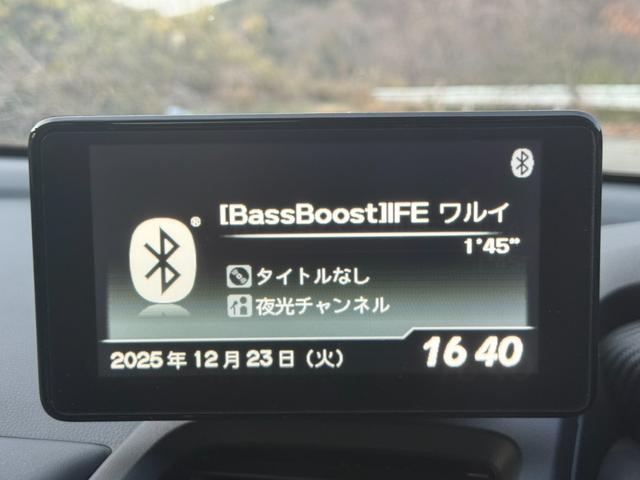 [BassBoost]IFE ワルイ
1'45"
タイトルなし
夜光チャンネル
2025年12月23日（火）
16 40